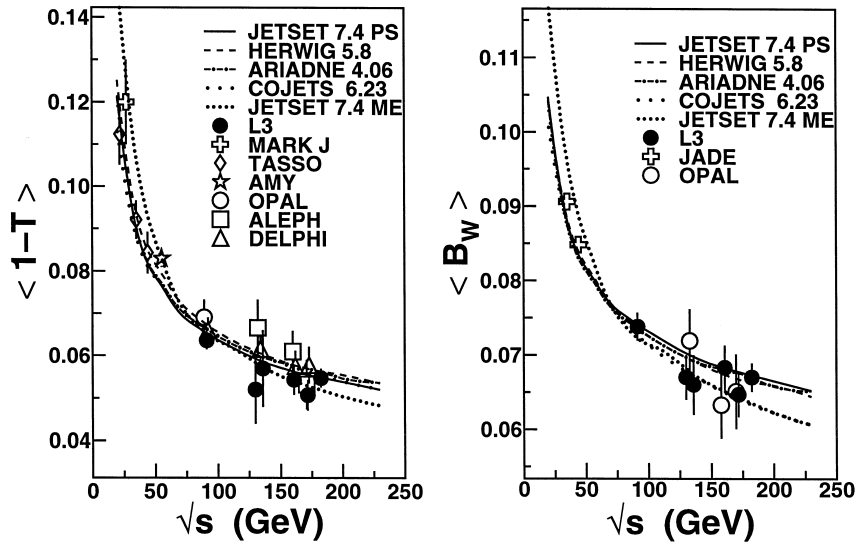 0.14
0.12
0.10
0.08
0.06
0.04
< 1−T >
JETSET 7.4 PS
HERWIG 5.8
ARIADNE 4.06
COJETS 6.23
JETSET 7.4 ME
L3
MARK J
TASSO
AMY
OPAL
ALEPH
DELPHI
0 50 100 150 200 250
√s (GeV)
0.11
0.10
0.09
0.08
0.07
0.06
< BW >
JETSET 7.4 PS
HERWIG 5.8
ARIADNE 4.06
COJETS 6.23
JETSET 7.4 ME
L3
JADE
OPAL
0 50 100 150 200 250
√s (GeV)